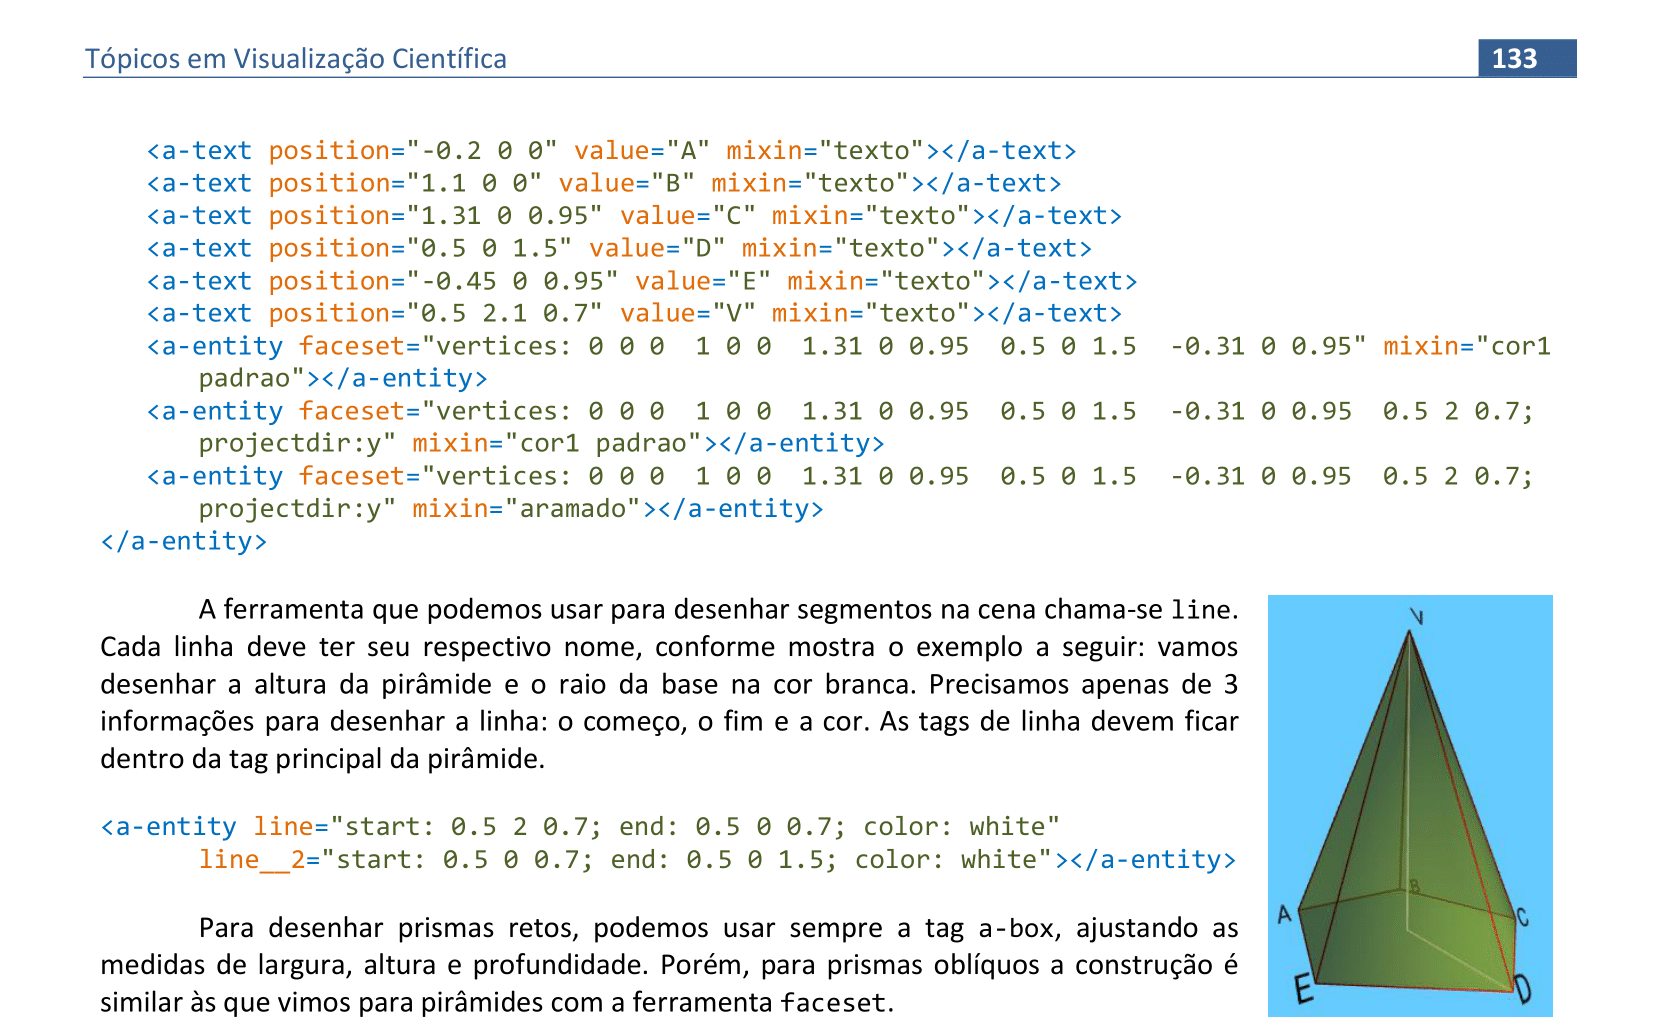 Tópicos em Visualização Científica 133
<a-text position="-0.2 0 0" value="A" mixin="texto"></a-text>
<a-text position="1.1 0 0" value="B" mixin="texto"></a-text>
<a-text position="1.31 0 0.95" value="C" mixin="texto"></a-text>
<a-text position="0.5 0 1.5" value="D" mixin="texto"></a-text>
<a-text position="-0.45 0 0.95" value="E" mixin="texto"></a-text>
<a-text position="0.5 2.1 0.7" value="V" mixin="texto"></a-text>
<a-entity faceset="vertices: 0 0 0  1 0 0  1.31 0 0.95  0.5 0 1.5  -0.31 0 0.95" mixin="cor1
padrao"></a-entity>
<a-entity faceset="vertices: 0 0 0  1 0 0  1.31 0 0.95  0.5 0 1.5  -0.31 0 0.95  0.5 2 0.7;
projectdir:y" mixin="cor1 padrao"></a-entity>
<a-entity faceset="vertices: 0 0 0  1 0 0  1.31 0 0.95  0.5 0 1.5  -0.31 0 0.95  0.5 2 0.7;
projectdir:y" mixin="aramado"></a-entity>
</a-entity>
A ferramenta que podemos usar para desenhar segmentos na cena chama-se line.
Cada linha deve ter seu respectivo nome, conforme mostra o exemplo a seguir: vamos
desenhar a altura da pirâmide e o raio da base na cor branca. Precisamos apenas de 3
informações para desenhar a linha: o começo, o fim e a cor. As tags de linha devem ficar
dentro da tag principal da pirâmide.
<a-entity line="start: 0.5 2 0.7; end: 0.5 0 0.7; color: white"
line__2="start: 0.5 0 0.7; end: 0.5 0 1.5; color: white"></a-entity>
Para desenhar prismas retos, podemos usar sempre a tag a-box, ajustando as
medidas de largura, altura e profundidade. Porém, para prismas oblíquos a construção é
similar às que vimos para pirâmides com a ferramenta faceset.
V
B
A
C
E
D